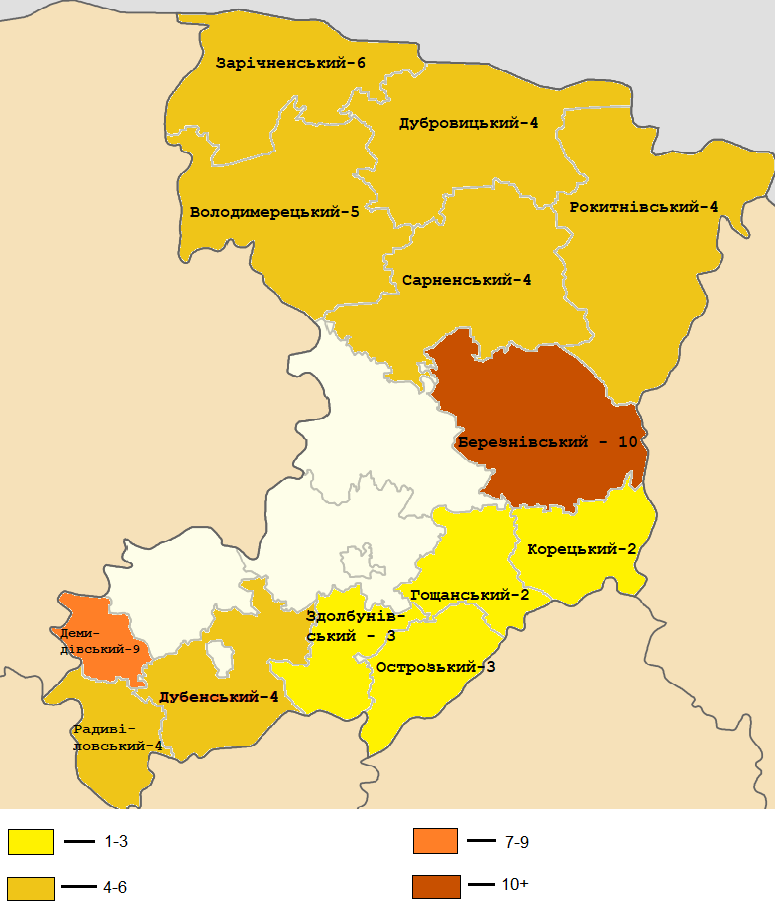 Зарічненський-6
Дубровицький-4
Володимерецький-5
Рокитнівський-4
Сарненський-4
Березнівський - 10
Корецький-2
Гощанський-2
Здолбунів-
ський - 3
Деми-
дівський-9
Острозький-3
Дубенський-4
Радиві-
ловський-4
1-3
7-9
4-6
10+